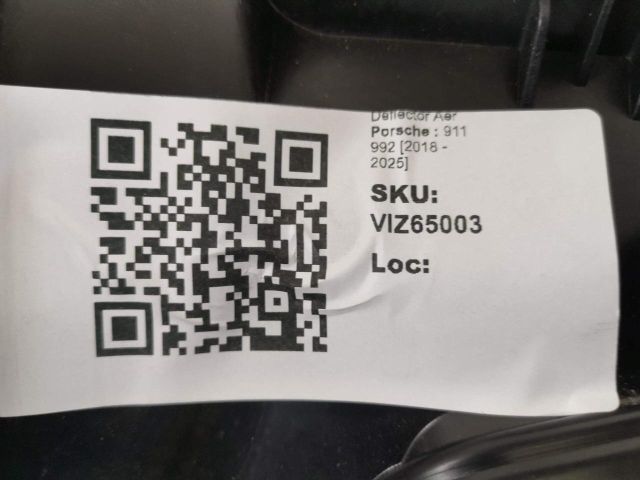 Deflector Aer
Porsche : 911
992 [2018 -
2025]
SKU:
VIZ65003
Loc: